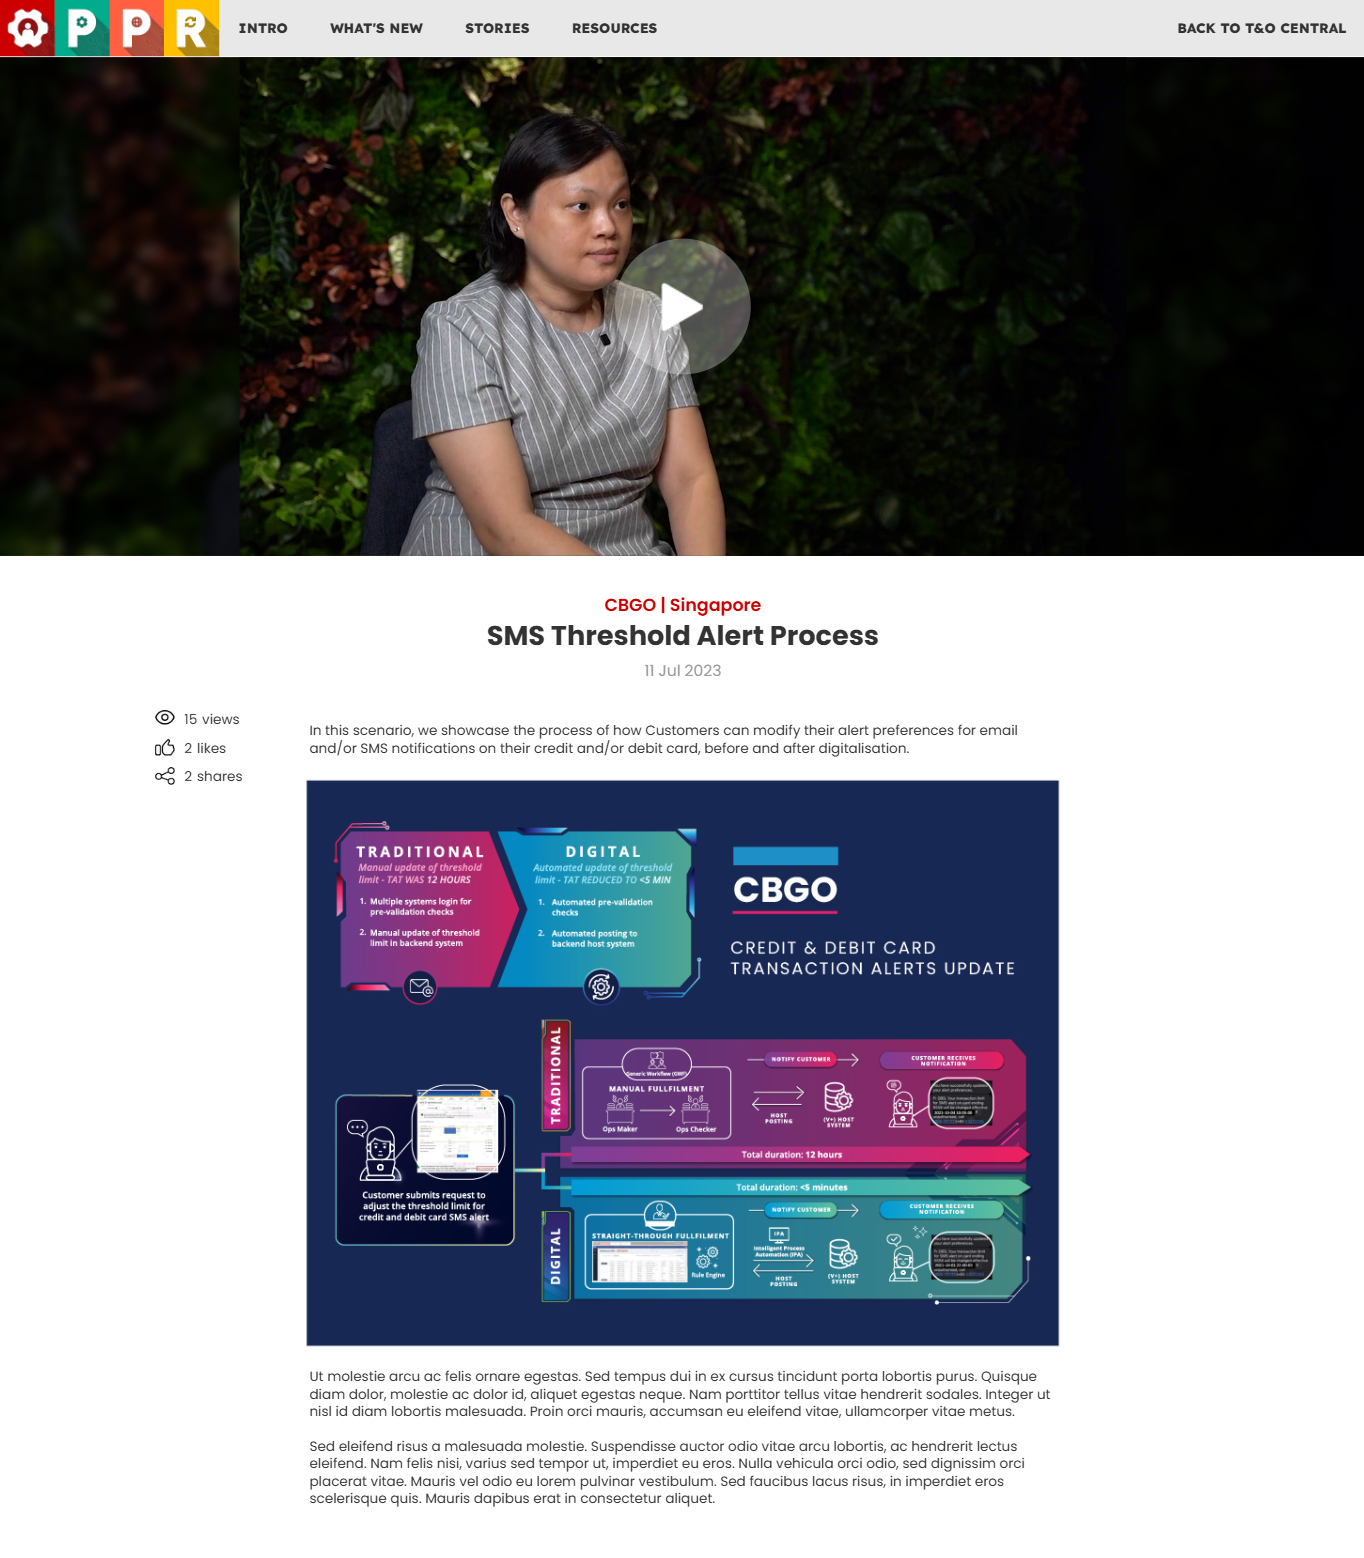 PPR
INTRO
WHAT'S NEW
STORIES
RESOURCES
BACK TO T&O CENTRAL
CBGO | Singapore
SMS Threshold Alert Process
11 Jul 2023
15 views
2 likes
2 shares
In this scenario, we showcase the process of how Customers can modify their alert preferences for email
and/or SMS notifications on their credit and/or debit card, before and after digitalisation.
TRADITIONAL
Manual update of threshold
limit - TAT WAS 12 HOURS
1. Multiple systems login for
pre-validation checks
2. Manual update of threshold
limit in backend system
DIGITAL
Automated update of threshold
limit - TAT REDUCED TO <5 MIN
1. Automated pre-validation
checks
2. Automated posting to
backend host system
CBGO
CREDIT & DEBIT CARD
TRANSACTION ALERTS UPDATE
Customer submits request to
adjust the threshold limit for
credit and debit card SMS alert
TRADITIONAL
Generic Workflow (GWF)
MANUAL FULLFILMENT
Ops Maker
Ops Checker
NOTIFY CUSTOMER
HOST
POSTING
(V+) HOST
SYSTEM
CUSTOMER RECEIVES
NOTIFICATION
Total duration: 12 hours
Total duration: <5 minutes
DIGITAL
STRAIGHT-THROUGH FULLFILMENT
Rule Engine
NOTIFY CUSTOMER
IPA
Intelligent Process
Automation (IPA)
HOST
POSTING
(V+) HOST
SYSTEM
CUSTOMER RECEIVES
NOTIFICATION
Ut molestie arcu ac felis ornare egestas. Sed tempus dui in ex cursus tincidunt porta lobortis purus. Quisque
diam dolor, molestie ac dolor id, aliquet egestas neque. Nam porttitor tellus vitae hendrerit sodales. Integer ut
nisl id diam lobortis malesuada. Proin orci mauris, accumsan eu eleifend vitae, ullamcorper vitae metus.
Sed eleifend risus a malesuada molestie. Suspendisse auctor odio vitae arcu lobortis, ac hendrerit lectus
eleifend. Nam felis nisi, varius sed tempor ut, imperdiet eu eros. Nulla vehicula orci odio, sed dignissim orci
placerat vitae. Mauris vel odio eu lorem pulvinar vestibulum. Sed faucibus lacus risus, in imperdiet eros
scelerisque quis. Mauris dapibus erat in consectetur aliquet.